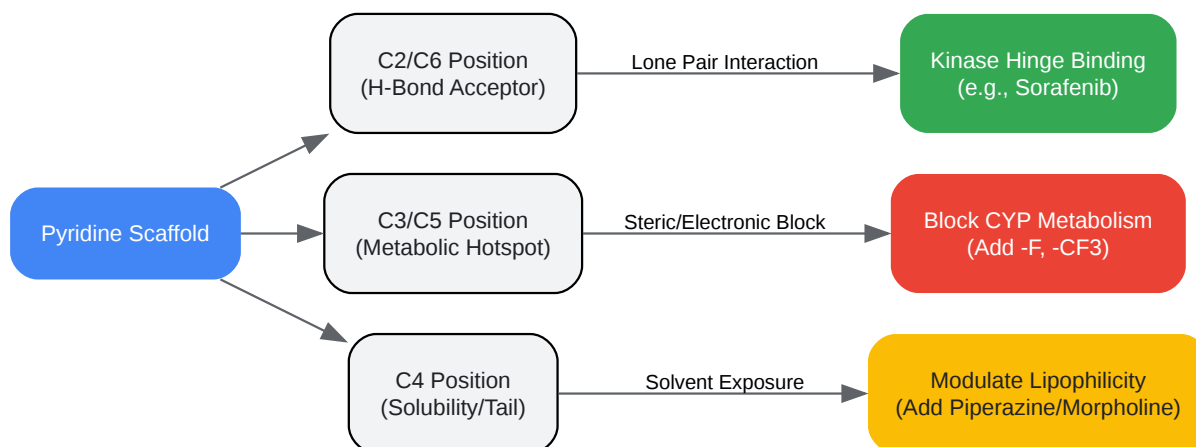 C2/C6 Position
(H-Bond Acceptor)
Lone Pair Interaction
Kinase Hinge Binding
(e.g., Sorafenib)
Pyridine Scaffold
C3/C5 Position
(Metabolic Hotspot)
Steric/Electronic Block
Block CYP Metabolism
(Add -F, -CF3)
C4 Position
(Solubility/Tail)
Solvent Exposure
Modulate Lipophilicity
(Add Piperazine/Morpholine)